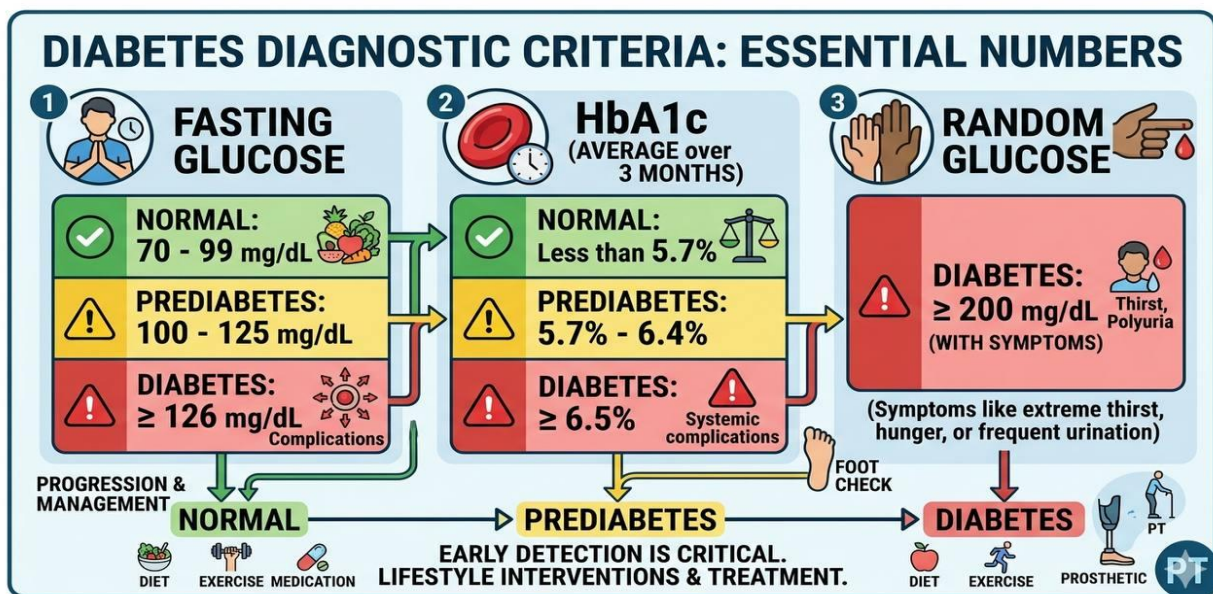 DIABETES DIAGNOSTIC CRITERIA: ESSENTIAL NUMBERS
1
FASTING
GLUCOSE
NORMAL:
70 - 99 mg/dL
PREDIABETES:
100 - 125 mg/dL
DIABETES:
≥ 126 mg/dL
Complications
2
HbA1c
(AVERAGE over
3 MONTHS)
NORMAL:
Less than 5.7%
PREDIABETES:
5.7% - 6.4%
DIABETES:
≥ 6.5%
Systemic
complications
3
RANDOM
GLUCOSE
DIABETES:
≥ 200 mg/dL
(WITH SYMPTOMS)
Thirst,
Polyuria
(Symptoms like extreme thirst,
hunger, or frequent urination)
PROGRESSION &
MANAGEMENT
FOOT
CHECK
NORMAL
PREDIABETES
DIABETES
DIET
EXERCISE
MEDICATION
EARLY DETECTION IS CRITICAL.
LIFESTYLE INTERVENTIONS & TREATMENT.
DIET
EXERCISE
PROSTHETIC
PT
PT